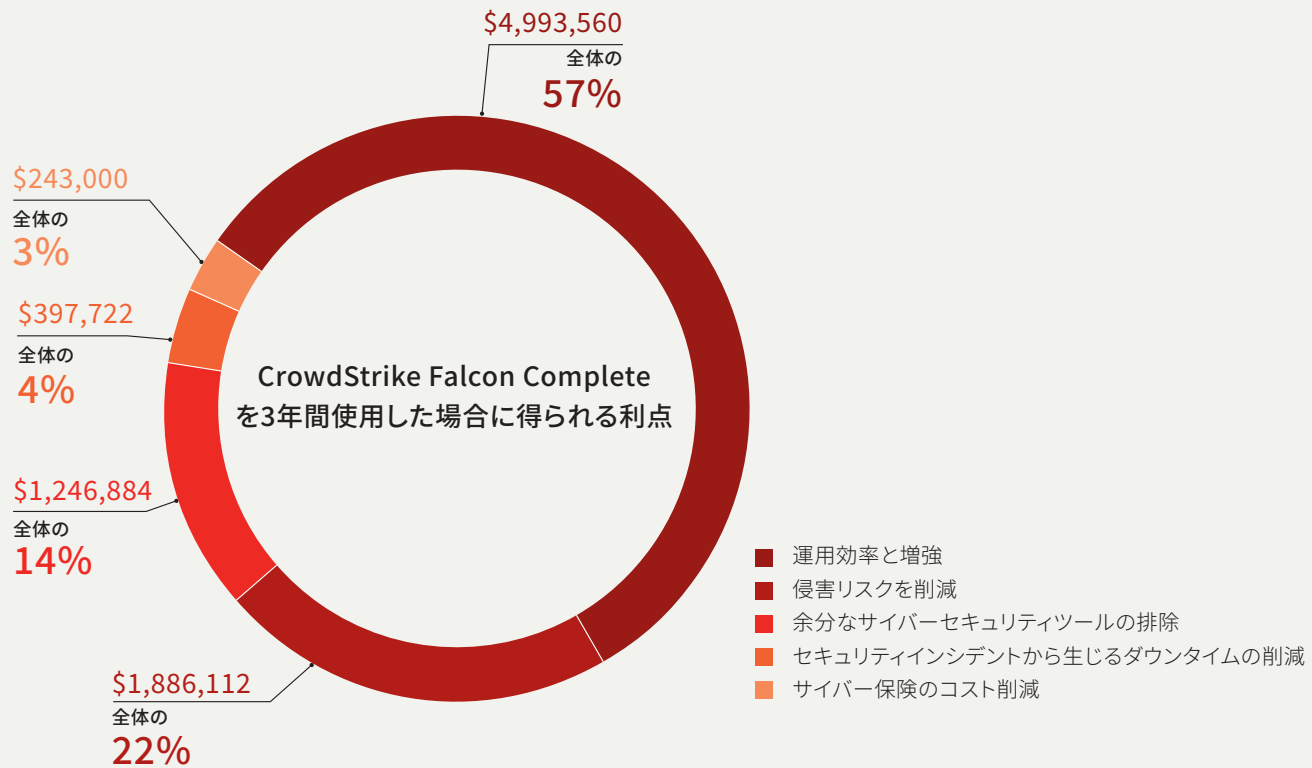 $4,993,560
全体の
57%
$243,000
全体の
3%
$397,722
全体の
4%
$1,246,884
全体の
14%
$1,886,112
全体の
22%
CrowdStrike Falcon Complete
を3年間使用した場合に得られる利点
運用効率と増強
侵害リスクを削減
余分なサイバーセキュリティツールの排除
セキュリティインシデントから生じるダウンタイムの削減
サイバー保険のコスト削減